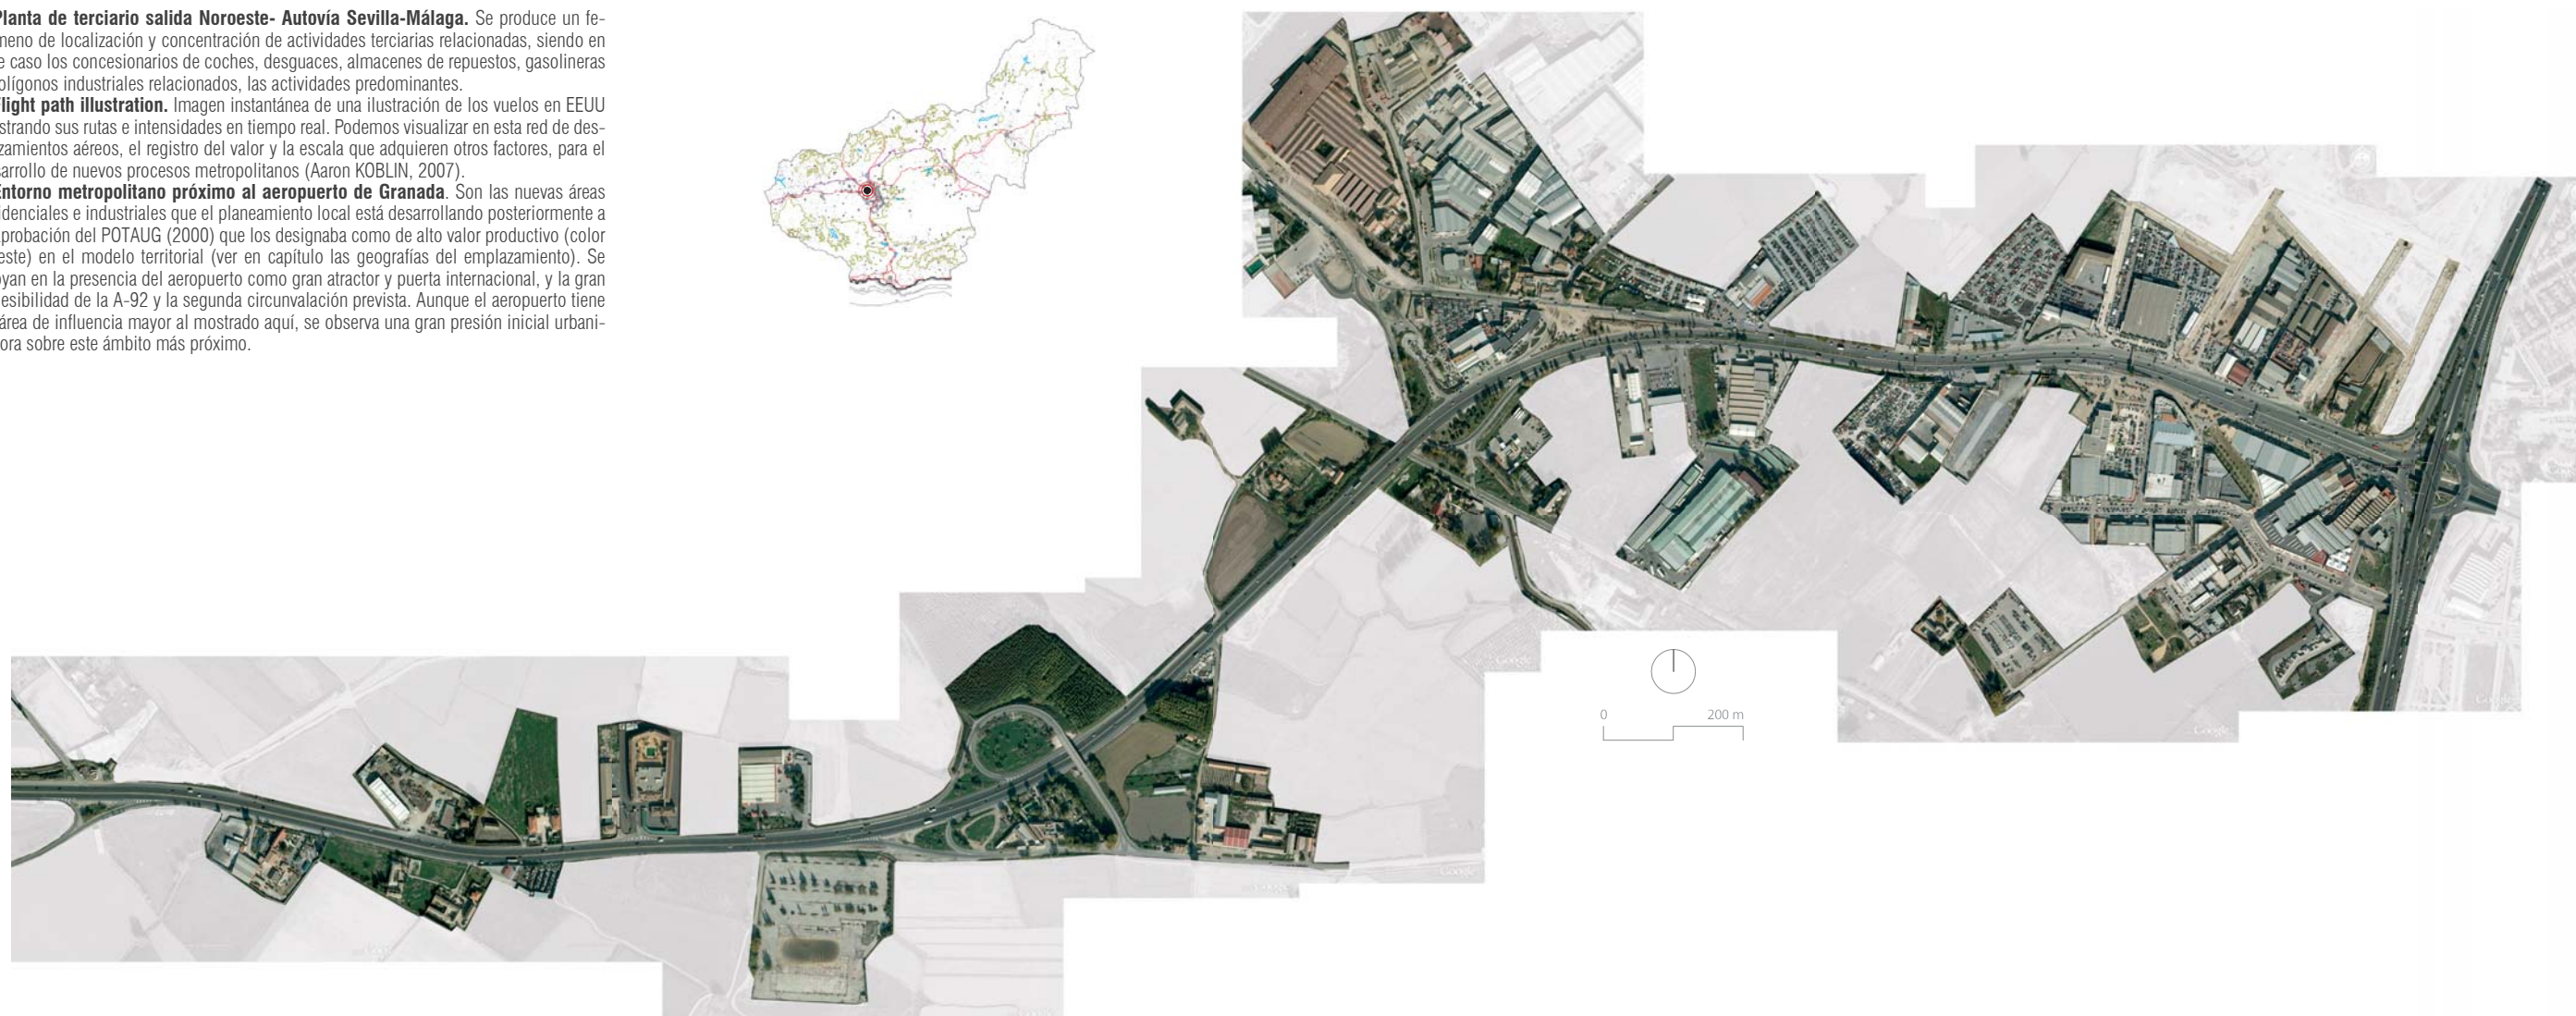 Planta de terciario salida Noroeste- Autovía Sevilla-Málaga. Se produce un fe-
meno de localización y concentración de actividades terciarias relacionadas, siendo en
e caso los concesionarios de coches, desguaces, almacenes de repuestos, gasolineras
olígonos industriales relacionados, las actividades predominantes.
light path illustration. Imagen instantánea de una ilustración de los vuelos en EEUU
strando sus rutas e intensidades en tiempo real. Podemos visualizar en esta red de des-
zamientos aéreos, el registro del valor y la escala que adquieren otros factores, para el
arrollo de nuevos procesos metropolitanos (Aaron KOBLIN, 2007).
Entorno metropolitano próximo al aeropuerto de Granada. Son las nuevas áreas
idenciales e industriales que el planeamiento local está desarrollando posteriormente a
aprobación del POTAUG (2000) que los designaba como de alto valor productivo (color
este) en el modelo territorial (ver en capítulo las geografías del emplazamiento). Se
oyan en la presencia del aeropuerto como gran atractor y puerta internacional, y la gran
esibilidad de la A-92 y la segunda circunvalación prevista. Aunque el aeropuerto tiene
área de influencia mayor al mostrado aquí, se observa una gran presión inicial urbani-
ora sobre este ámbito más próximo.
0 200 m
Google
Google
Google
Google
Google
Google